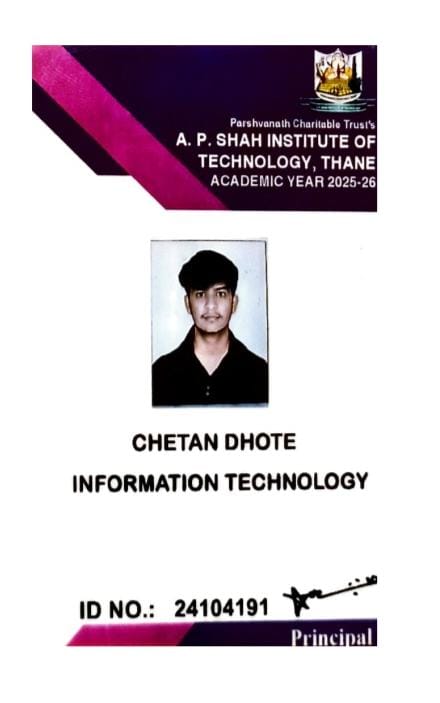 Parshvanath Charitable Trust's
A. P. SHAH INSTITUTE OF
TECHNOLOGY, THANE
ACADEMIC YEAR 2025-26
CHETAN DHOTE
INFORMATION TECHNOLOGY
ID NO.: 24104191
Principal